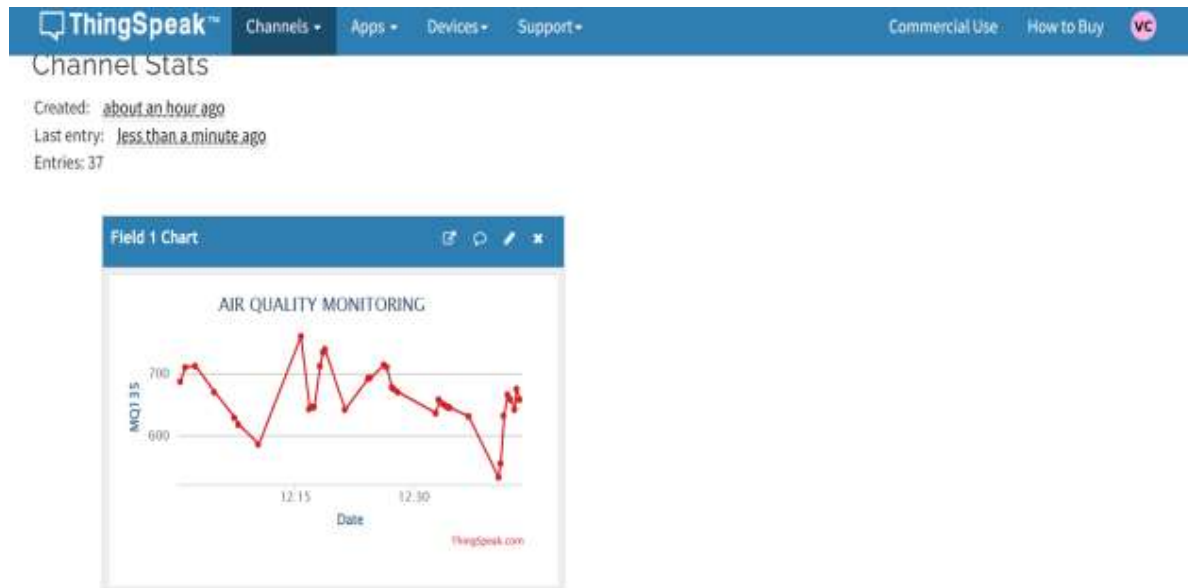 ThingSpeak™ Channels Apps Devices Support Commercial Use How to Buy VC
Channel Stats
Created: about an hour ago
Last entry: less than a minute ago
Entries: 37
Field 1 Chart
AIR QUALITY MONITORING
700
MQ135
600
12:15 12:30
Date
ThingSpeak.com